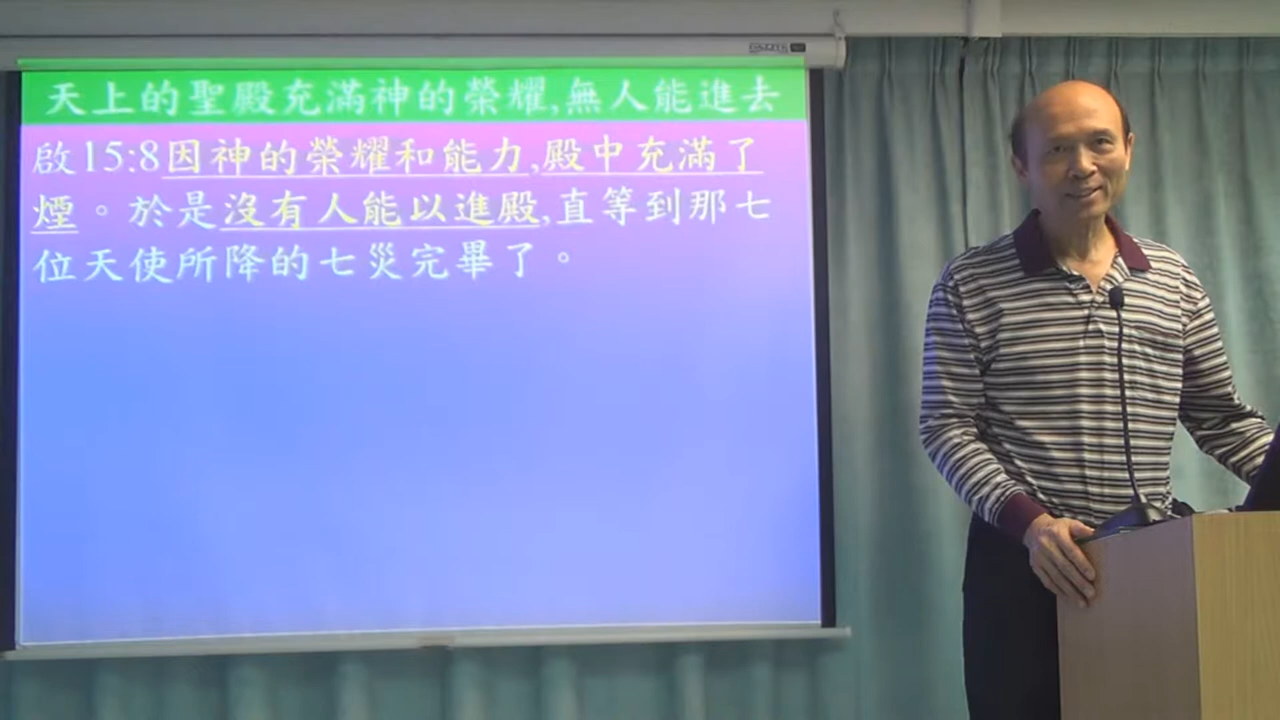 天上的聖殿充滿神的榮耀,無人能進去
啟15:8因神的榮耀和能力,殿中充滿了
煙。於是沒有人能以進殿,直等到那七
位天使所降的七災完畢了。